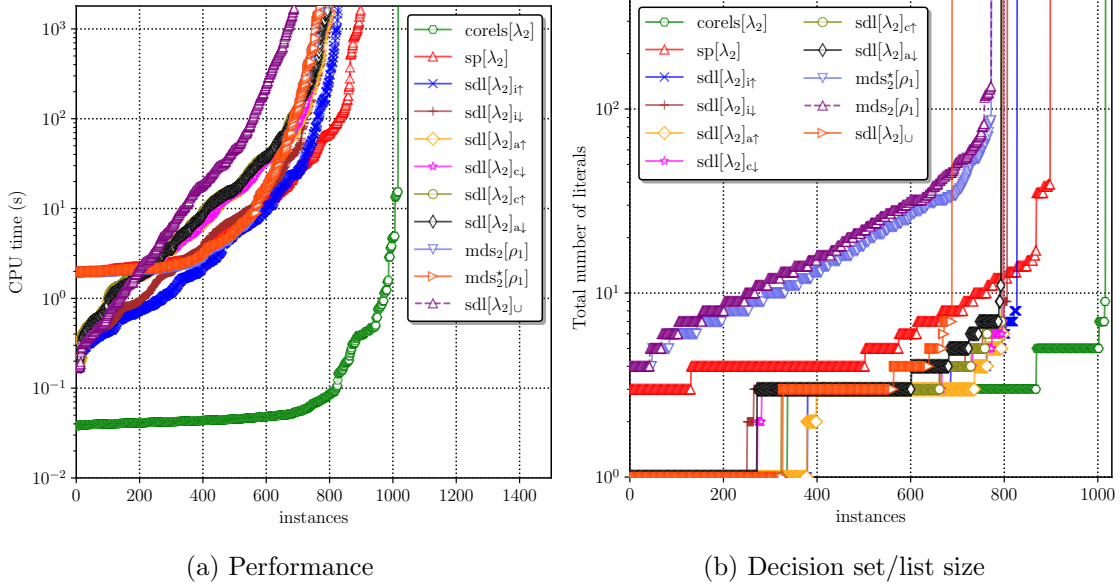 10³
10²
10¹
10⁰
10⁻¹
10⁻²
CPU time (s)
0 200 400 600 800 1000 1200 1400
instances
corels[λ₂]
sp[λ₂]
sdl[λ₂]i↑
sdl[λ₂]i↓
sdl[λ₂]a↑
sdl[λ₂]c↓
sdl[λ₂]c↑
sdl[λ₂]a↓
mds₂[ρ₁]
mds₂⋆[ρ₁]
sdl[λ₂]∪
(a) Performance
10²
10¹
10⁰
Total number of literals
0 200 400 600 800 1000
instances
corels[λ₂]
sp[λ₂]
sdl[λ₂]i↑
sdl[λ₂]i↓
sdl[λ₂]a↑
sdl[λ₂]c↓
sdl[λ₂]c↑
sdl[λ₂]a↓
mds₂⋆[ρ₁]
mds₂[ρ₁]
sdl[λ₂]∪
(b) Decision set/list size